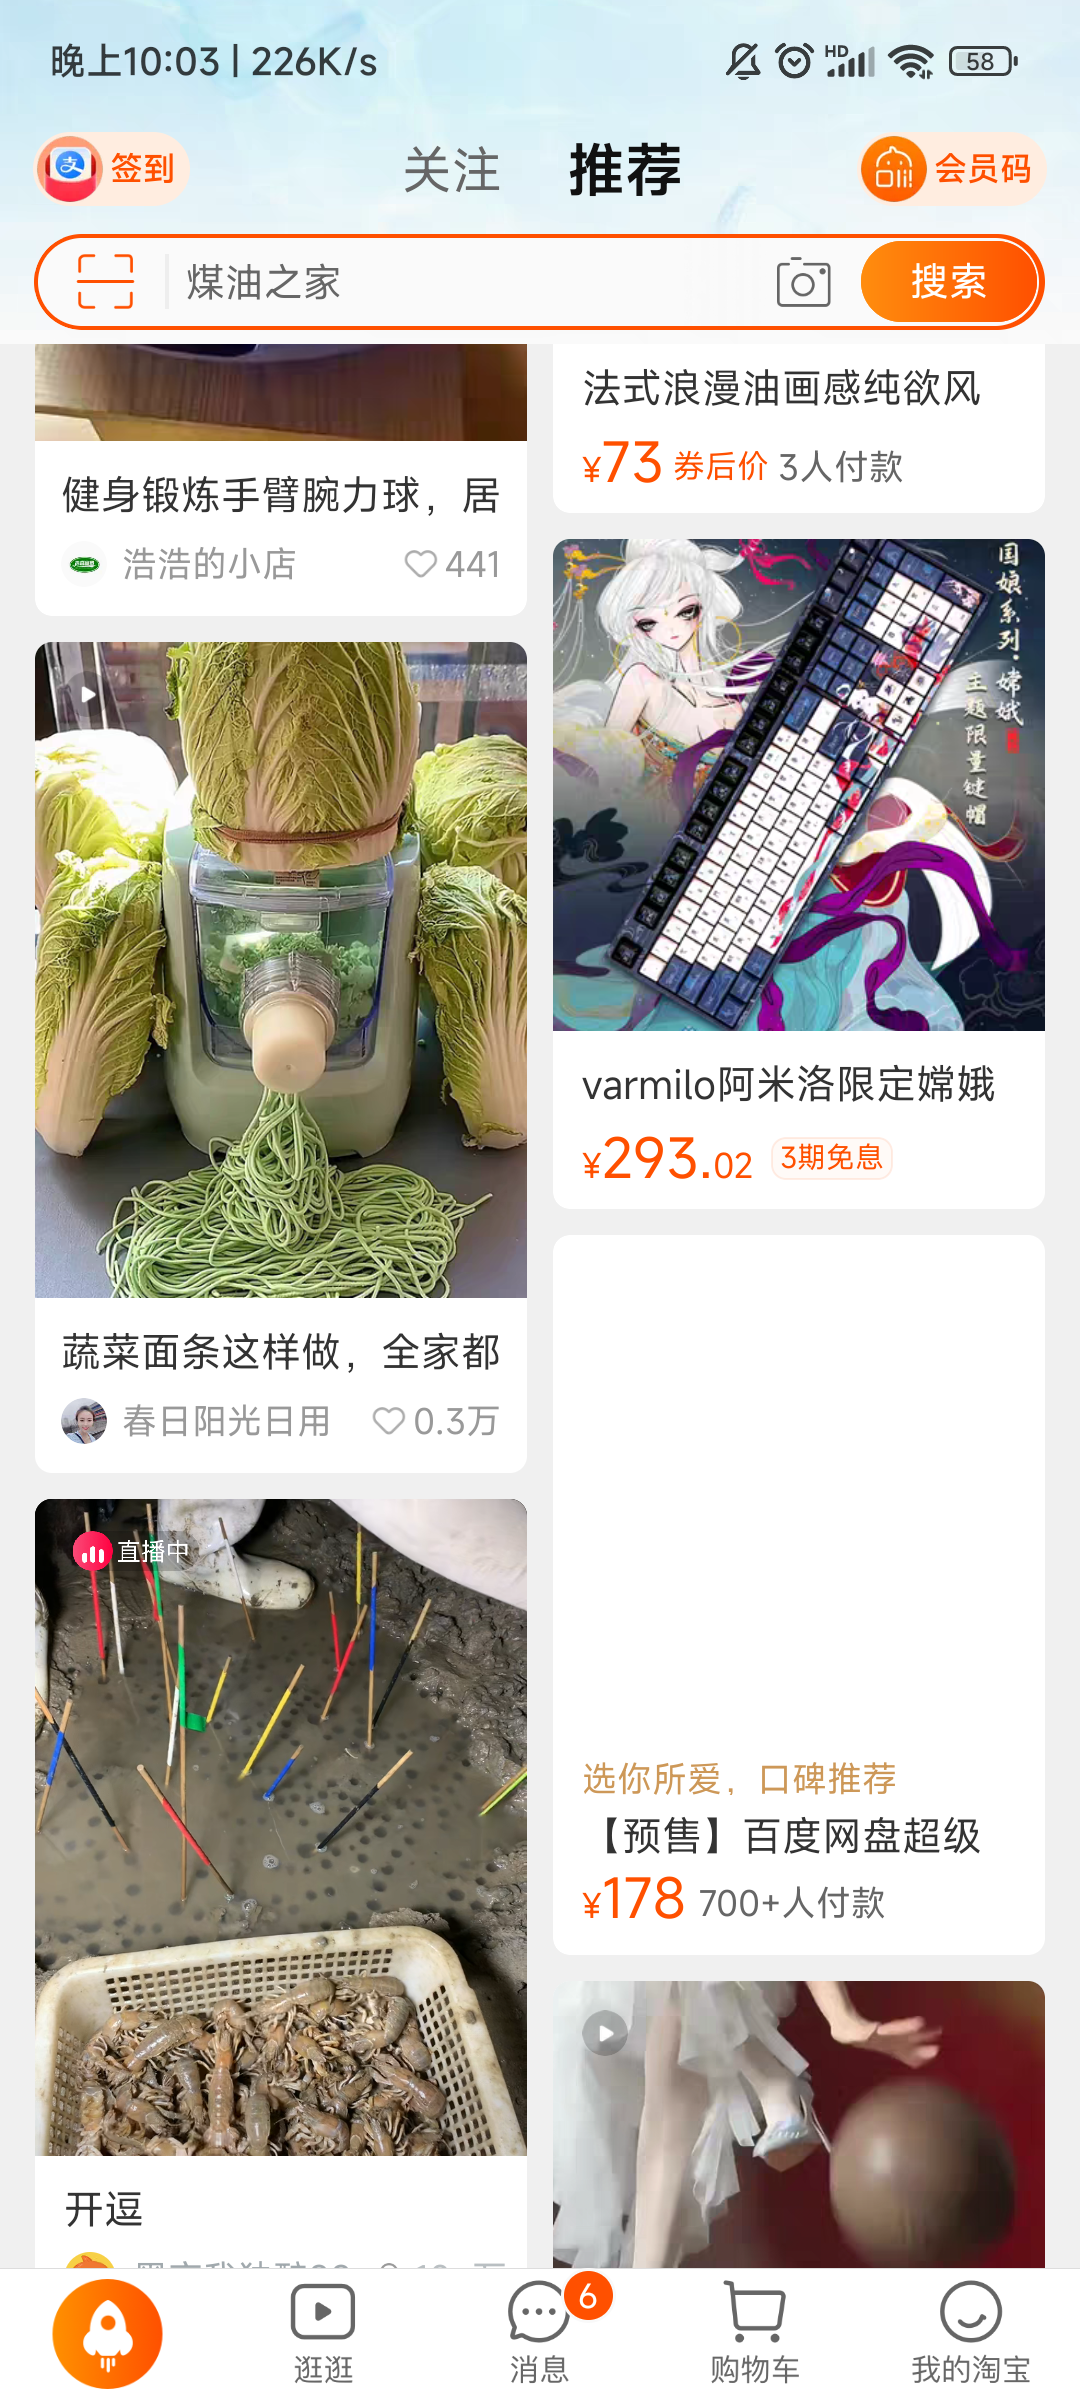 晚上10:03 | 226K/s
HD
58
签到
关注
推荐
会员码
煤油之家
搜索
健身锻炼手臂腕力球，居
浩浩的小店
441
蔬菜面条这样做，全家都
春日阳光日用
0.3万
直播中
开逗
法式浪漫油画感纯欲风
¥73 券后价 3人付款
国娘系列·嫦娥
主题限量键帽
varmilo阿米洛限定嫦娥
¥293.02 3期免息
选你所爱，口碑推荐
【预售】百度网盘超级
¥178 700+人付款
逛逛
消息
6
购物车
我的淘宝